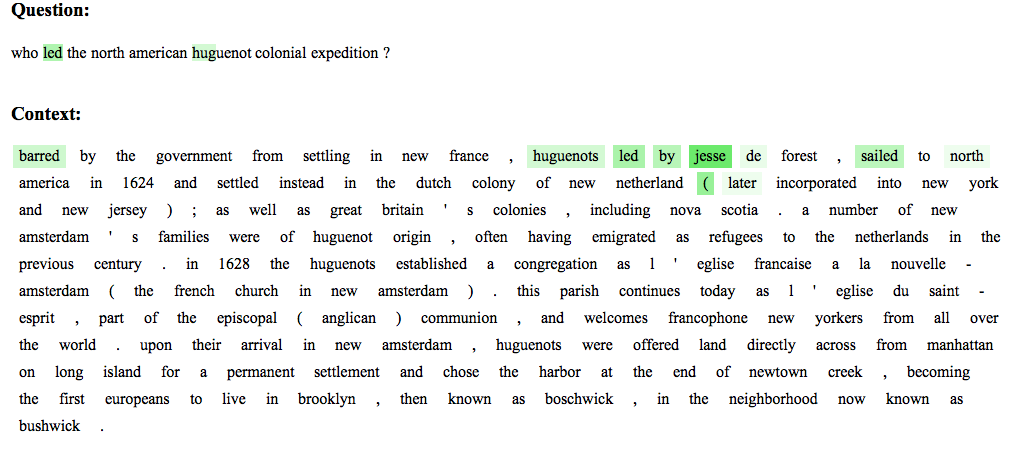 Question:
who led the north american huguenot colonial expedition ?
Context:
barred by the government from settling in new france , huguenots led by jesse de forest , sailed to north
america in 1624 and settled instead in the dutch colony of new netherland ( later incorporated into new york
and new jersey ) ; as well as great britain ' s colonies , including nova scotia . a number of new
amsterdam ' s families were of huguenot origin , often having emigrated as refugees to the netherlands in the
previous century . in 1628 the huguenots established a congregation as l ' eglise francaise a la nouvelle -
amsterdam ( the french church in new amsterdam ) . this parish continues today as l ' eglise du saint -
esprit , part of the episcopal ( anglican ) communion , and welcomes francophone new yorkers from all over
the world . upon their arrival in new amsterdam , huguenots were offered land directly across from manhattan
on long island for a permanent settlement and chose the harbor at the end of newtown creek , becoming
the first europeans to live in brooklyn , then known as boschwick , in the neighborhood now known as
bushwick .